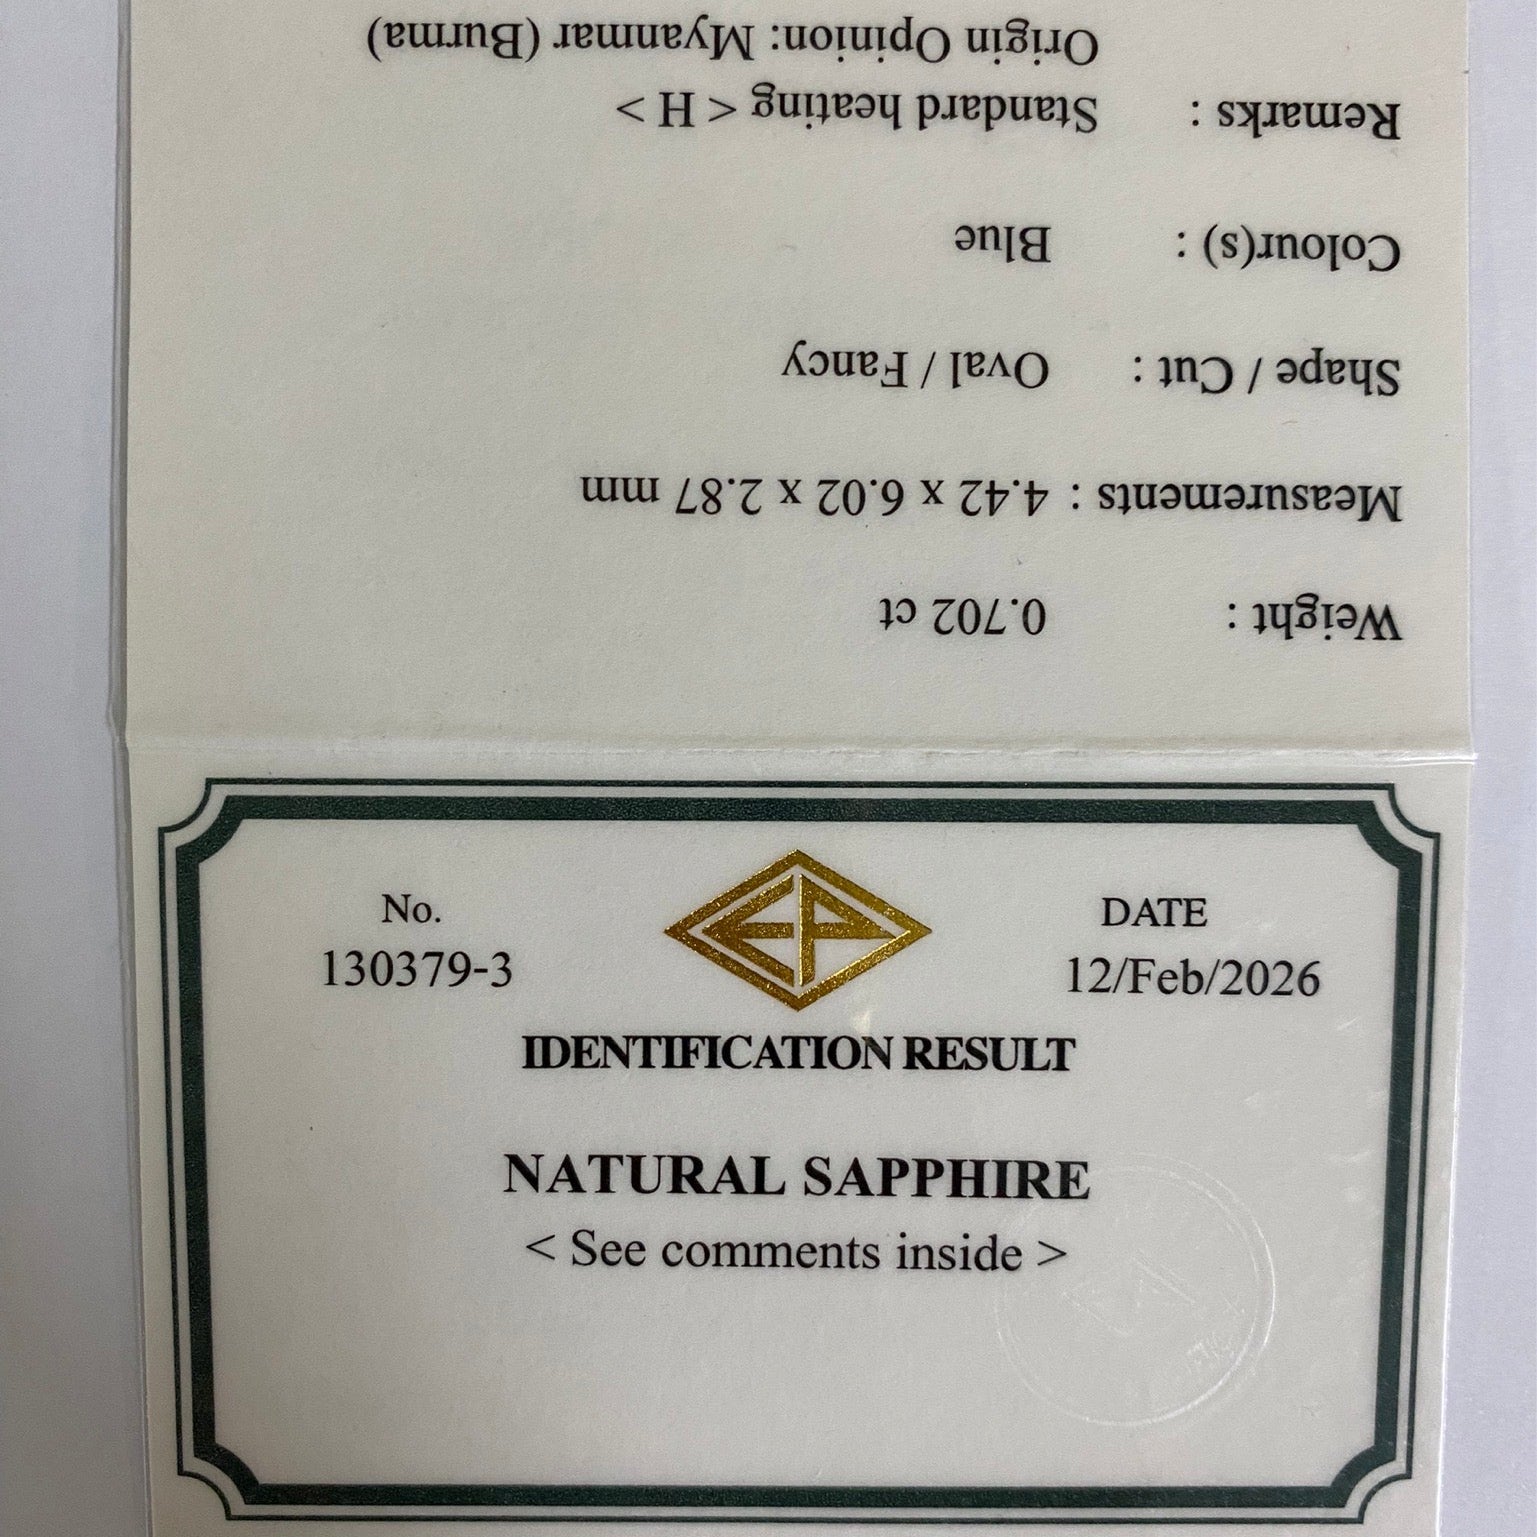 No.
130379-3
DATE
12/Feb/2026
IDENTIFICATION RESULT
NATURAL SAPPHIRE
< See comments inside >
Weight : 0.702 ct
Measurements : 4.42 x 6.02 x 2.87 mm
Shape / Cut : Oval / Fancy
Colour(s) : Blue
Remarks : Standard heating < H >
Origin Opinion: Myanmar (Burma)